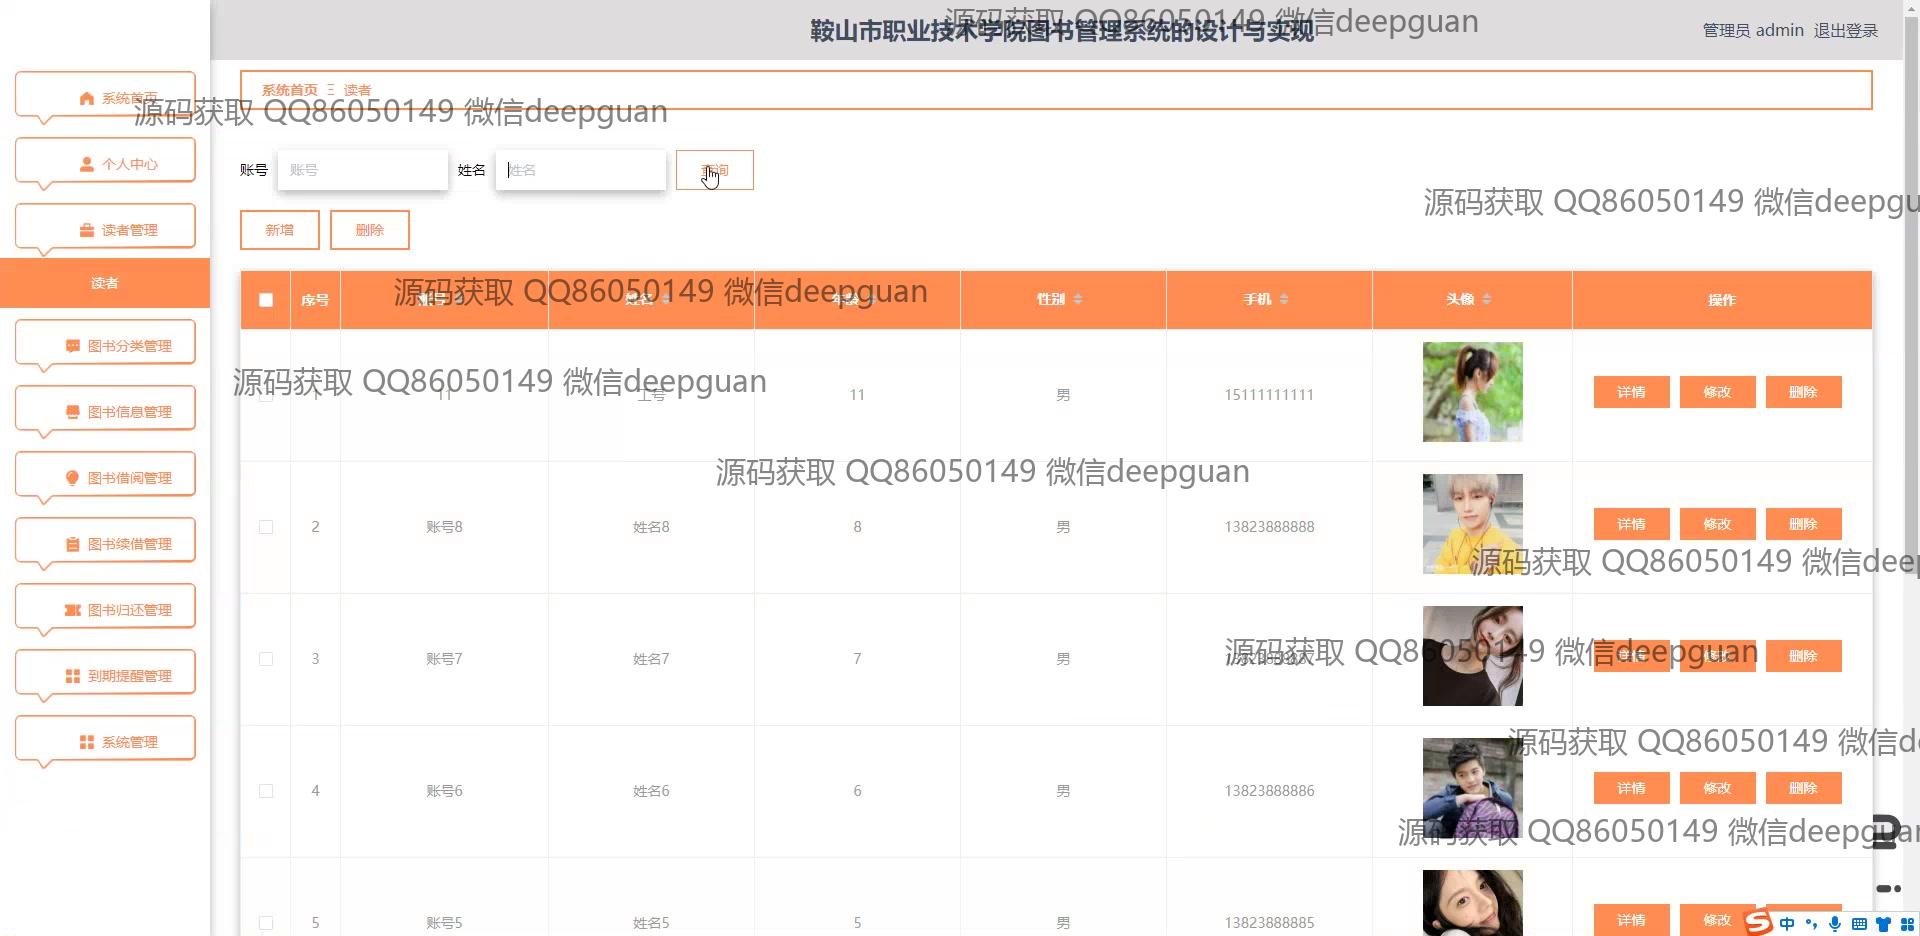 鞍山市职业技术学院图书管理系统的设计与实现
源码获取 QQ86050149 微信deepguan
管理员 admin 退出登录
系统首页
个人中心
读者管理
读者
图书分类管理
图书信息管理
图书借阅管理
图书续借管理
图书归还管理
到期提醒管理
系统管理
系统首页 Ξ 读者
源码获取 QQ86050149 微信deepguan
账号 账号 姓名 姓名 查询
源码获取 QQ86050149 微信deepgu
新增 删除
序号 账号 姓名 年龄 性别 手机 头像 操作
源码获取 QQ86050149 微信deepguan
1 11 11 男 15111111111 详情 修改 删除
源码获取 QQ86050149 微信deepguan
源码获取 QQ86050149 微信deepguan
2 账号8 姓名8 8 男 13823888888 详情 修改 删除
源码获取 QQ86050149 微信deep
3 账号7 姓名7 7 男 13823888887 详情 修改 删除
源码获取 QQ86050149 微信deepguan
源码获取 QQ86050149 微信d
4 账号6 姓名6 6 男 13823888886 详情 修改 删除
源码获取 QQ86050149 微信deepguan
5 账号5 姓名5 5 男 13823888885 详情 修改
中